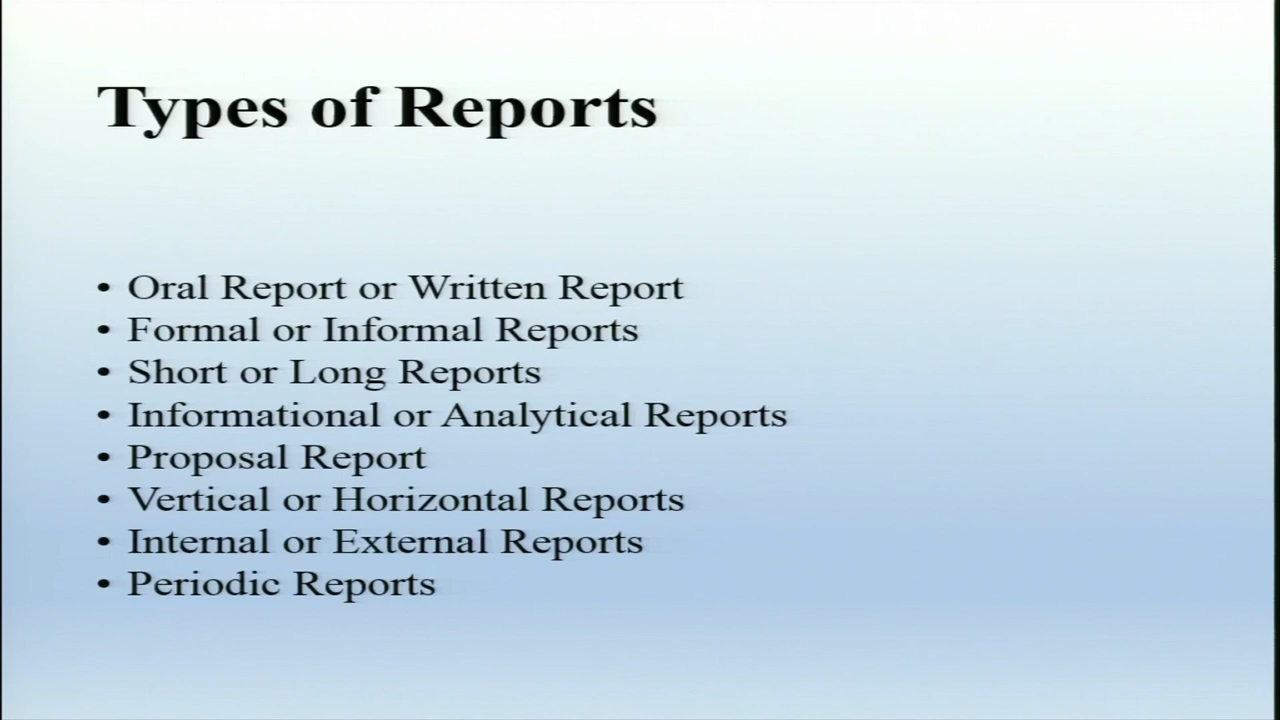 Types of Reports
• Oral Report or Written Report
• Formal or Informal Reports
• Short or Long Reports
• Informational or Analytical Reports
• Proposal Report
• Vertical or Horizontal Reports
• Internal or External Reports
• Periodic Reports